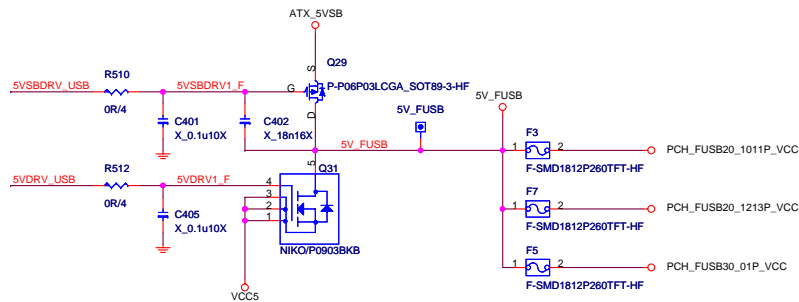 ATX_5VSB
S
Q29
5VSBDRV_USB
R510
5VSBDRV1_F
G
P-P06P03LCGA_SOT89-3-HF
0R/4
C401
X_0.1u10X
C402
X_18n16X
D
5V_FUSB
5V_FUSB
5V_FUSB
F3
1
2
PCH_FUSB20_1011P_VCC
F-SMD1812P260TFT-HF
5
Q31
5VDRV_USB
R512
5VDRV1_F
4
3
2
1
0R/4
C405
X_0.1u10X
NIKO/P0903BKB
VCC5
F7
1
2
PCH_FUSB20_1213P_VCC
F-SMD1812P260TFT-HF
F5
1
2
PCH_FUSB30_01P_VCC
F-SMD1812P260TFT-HF